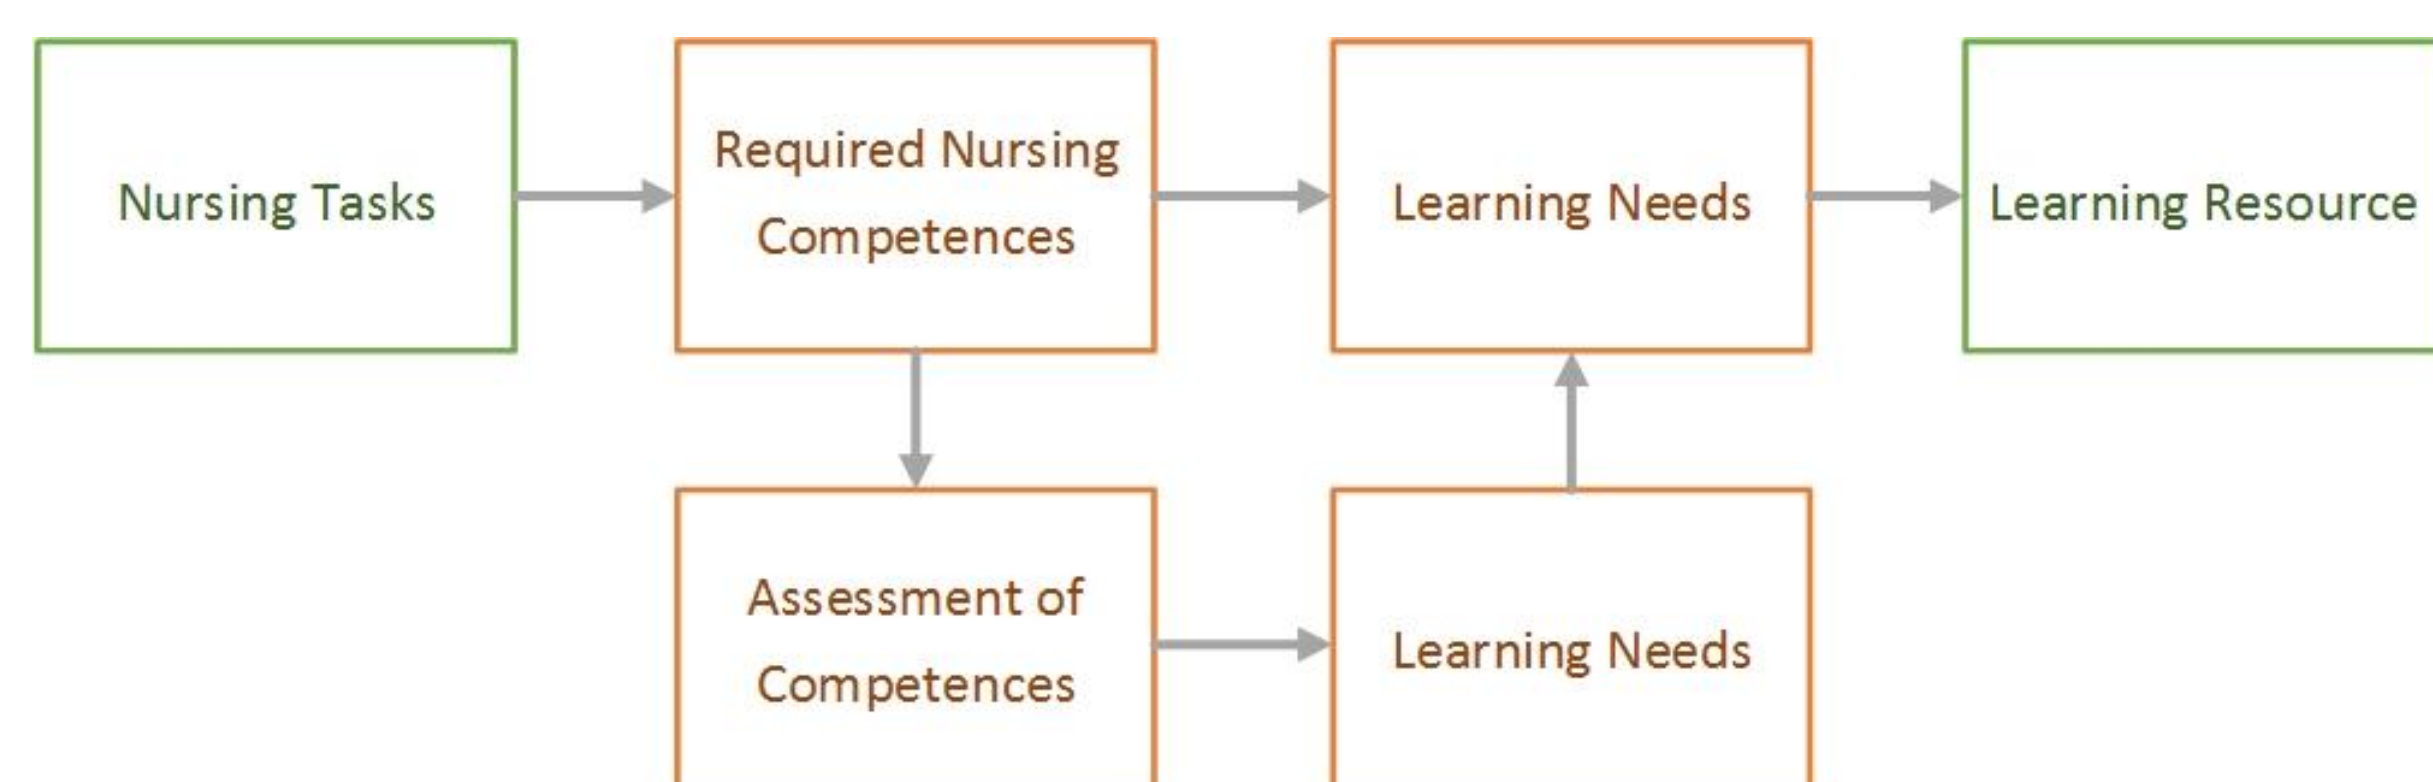 Nursing Tasks
Required Nursing
Competences
Learning Needs
Learning Resource
Assessment of
Competences
Learning Needs